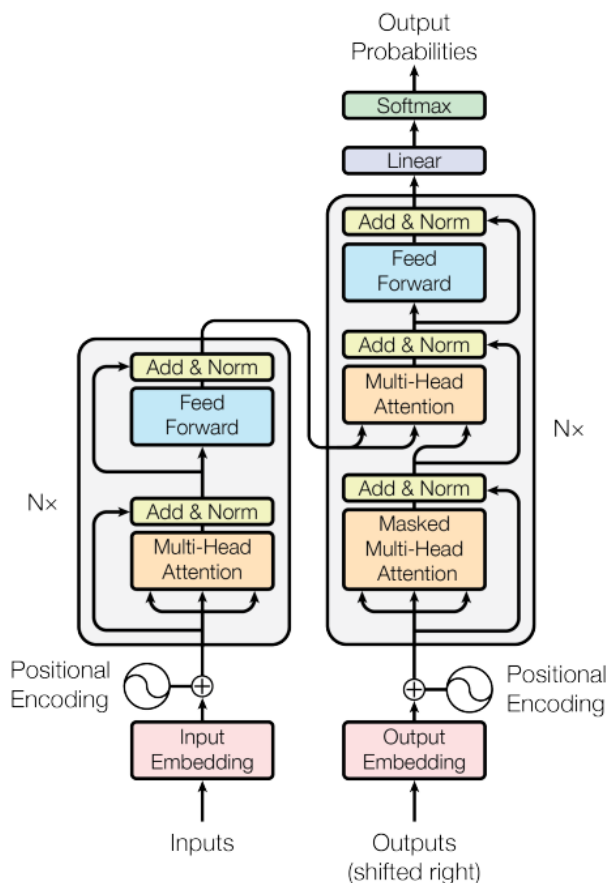 Output
Probabilities
Softmax
Linear
Add & Norm
Feed
Forward
Add & Norm
Multi-Head
Attention
Add & Norm
Masked
Multi-Head
Attention
N×
Positional
Encoding
Output
Embedding
Outputs
(shifted right)
Add & Norm
Feed
Forward
Add & Norm
Multi-Head
Attention
N×
Positional
Encoding
Input
Embedding
Inputs